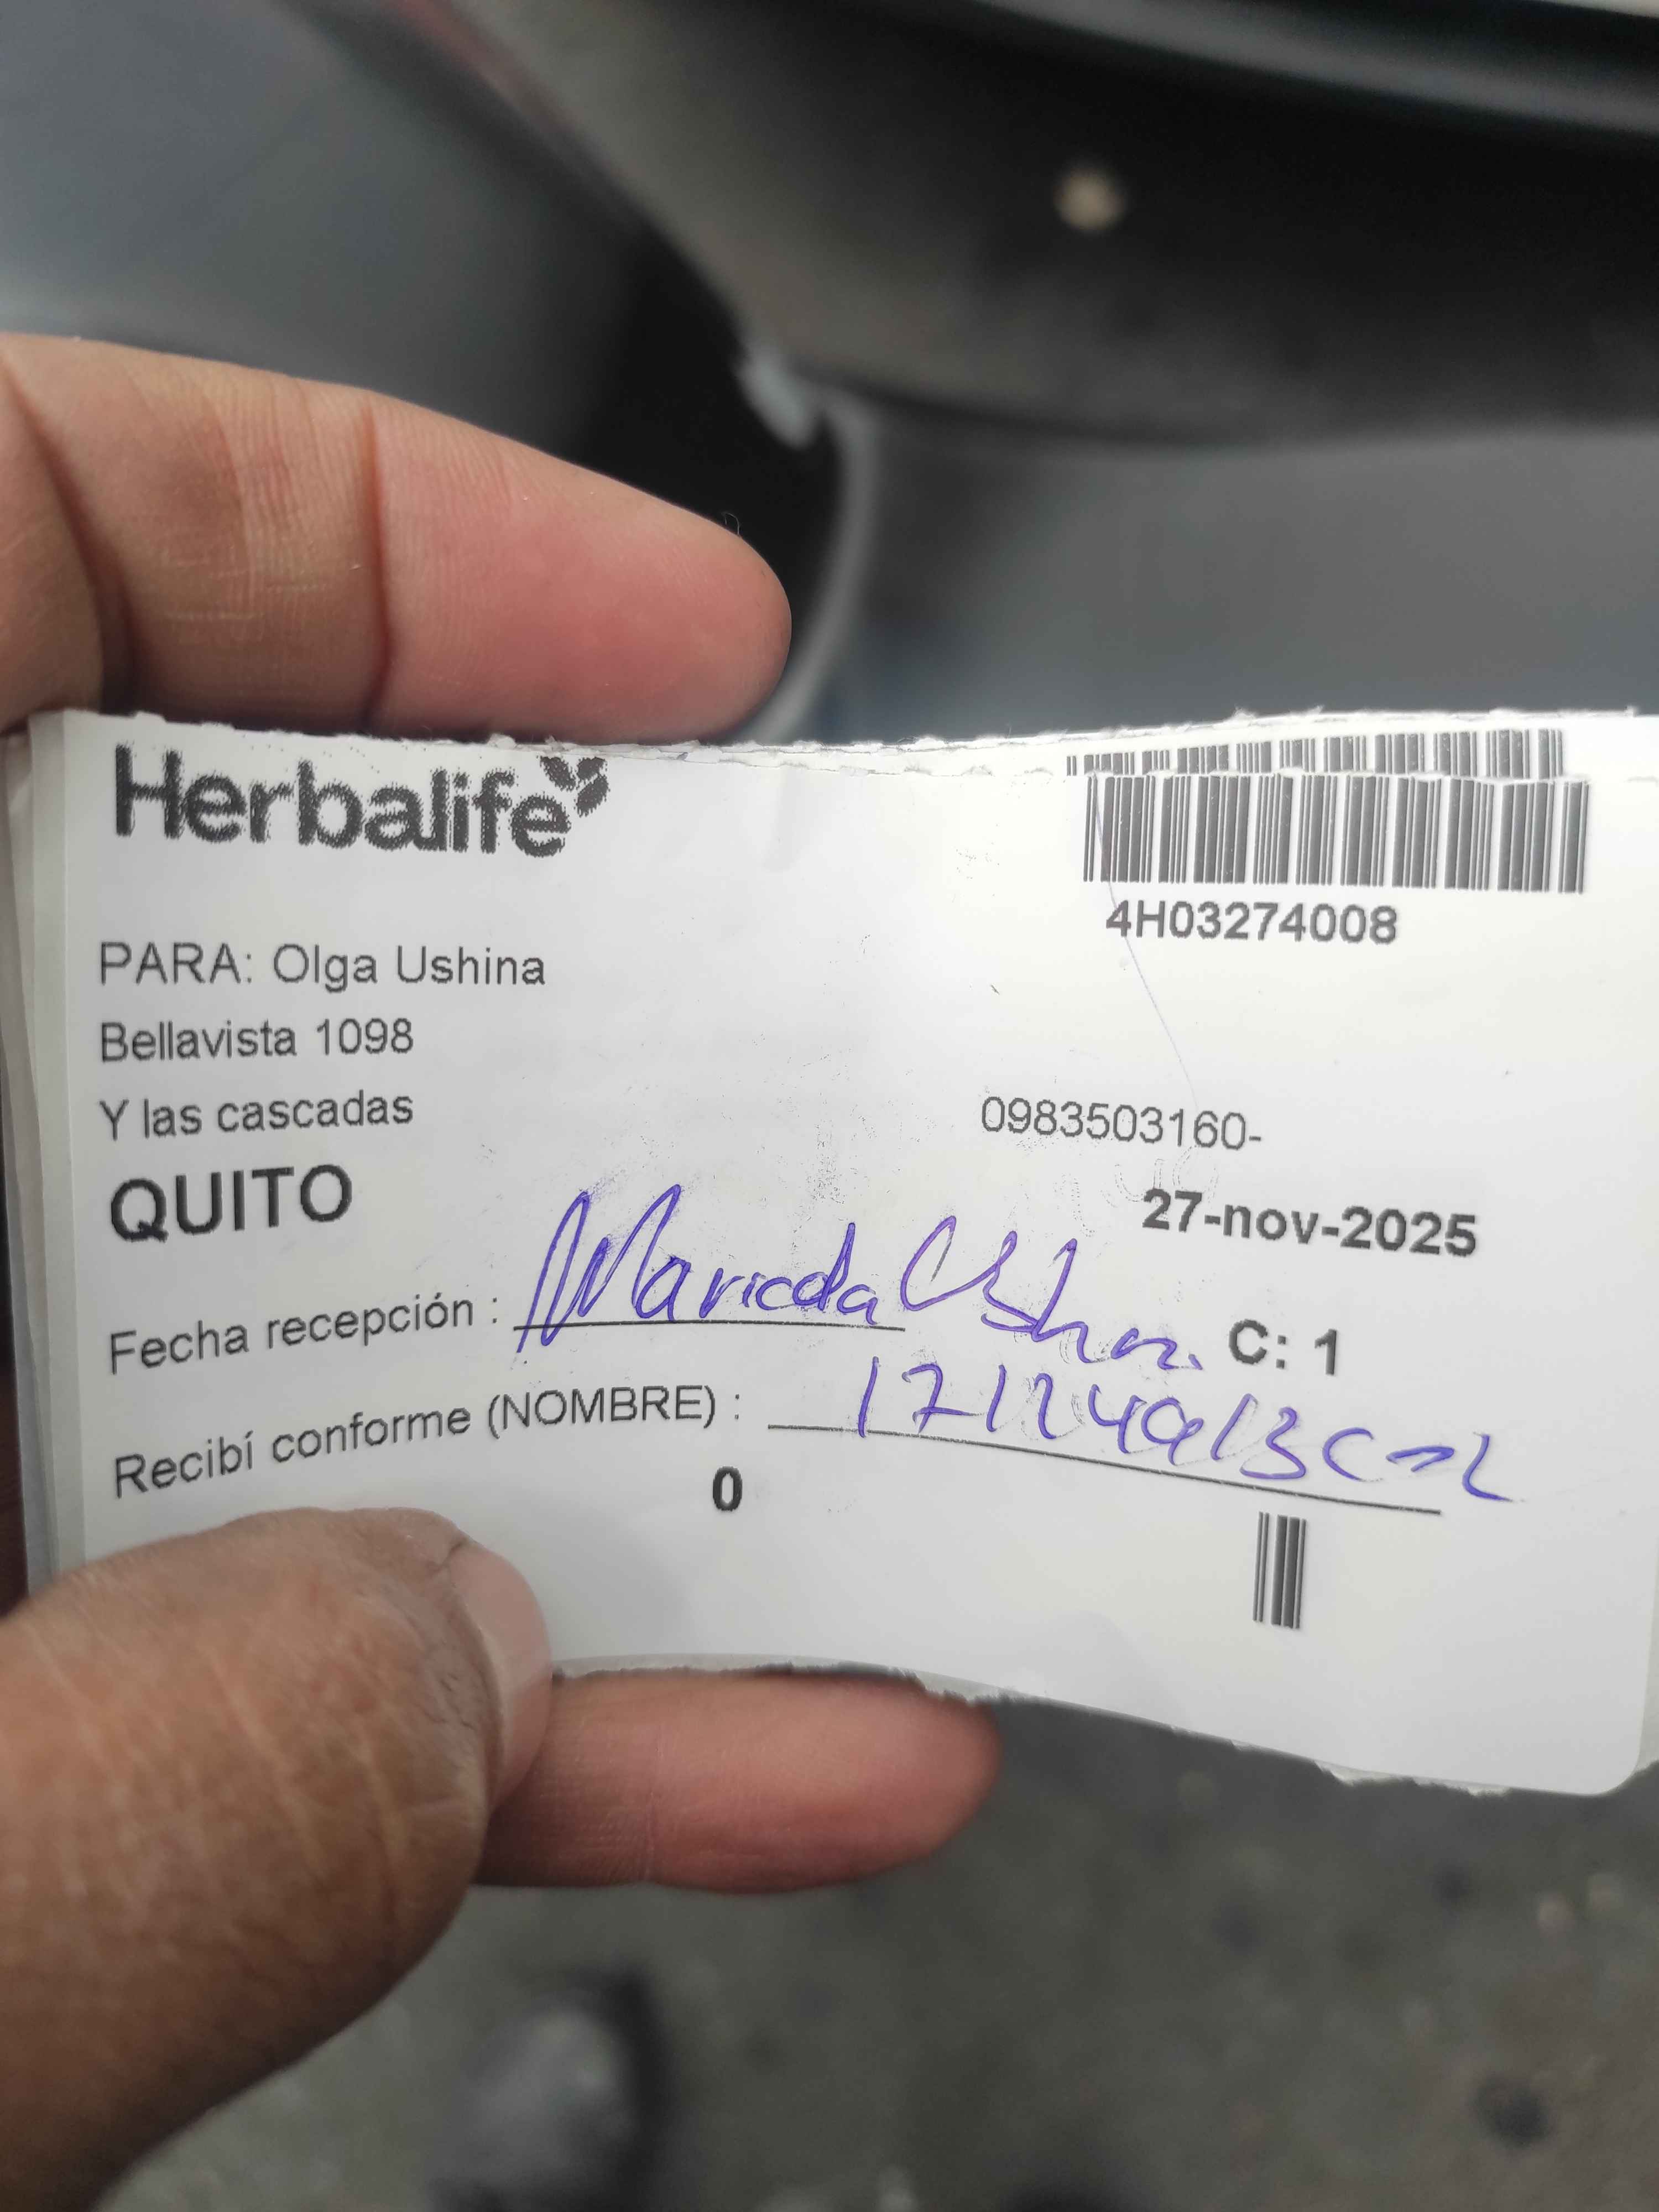 Herbalife
4H03274008
PARA: Olga Ushina
Bellavista 1098
Y las cascadas
0983503160-
QUITO
27-nov-2025
Fecha recepción :
C: 1
Recibí conforme (NOMBRE) :
0